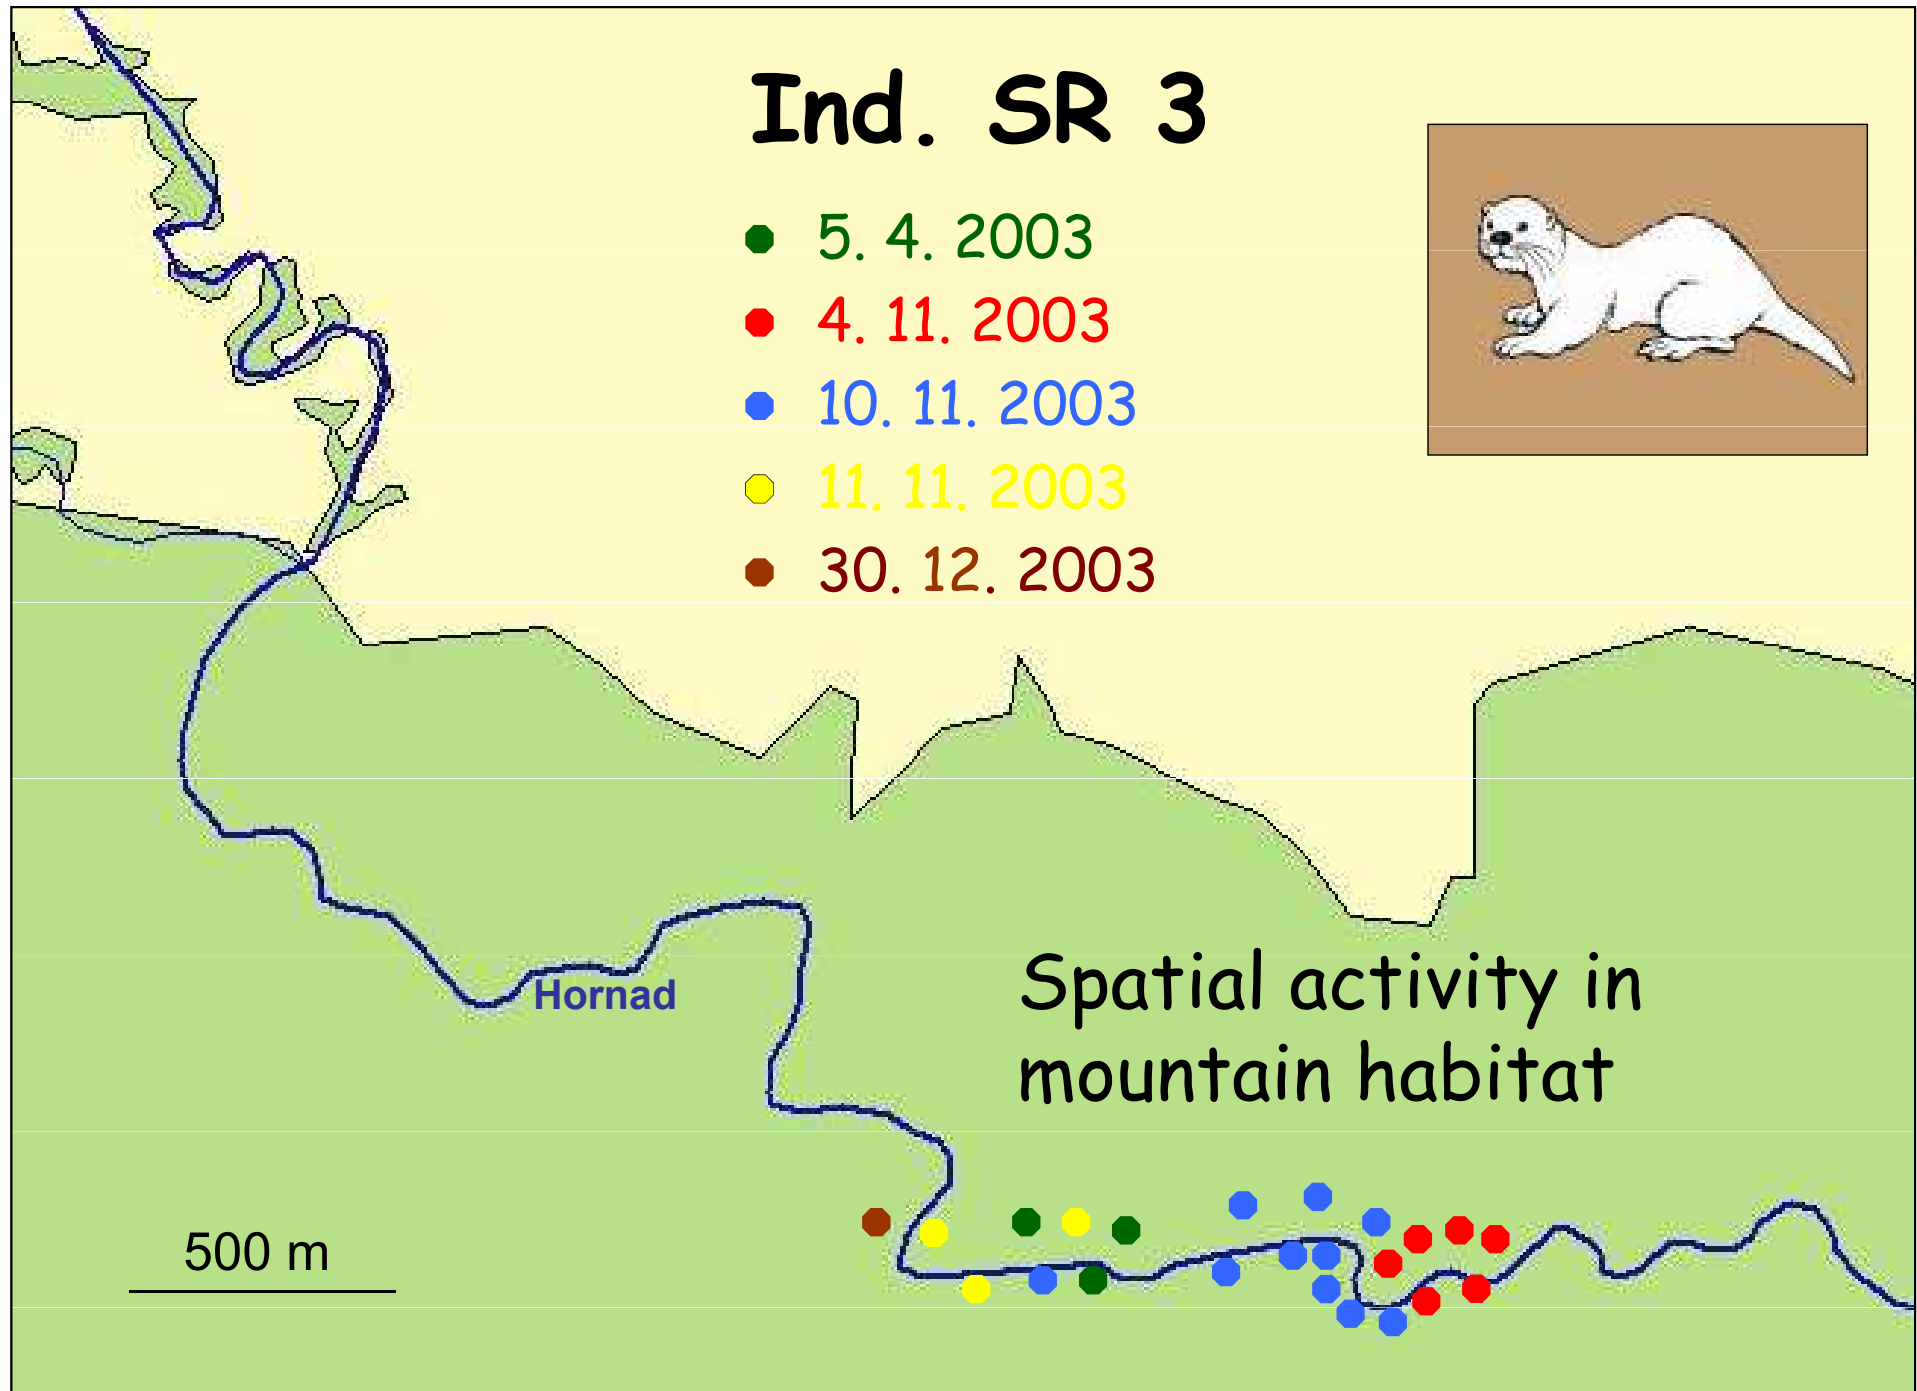 Ind. SR 3
5. 4. 2003
4. 11. 2003
10. 11. 2003
11. 11. 2003
30. 12. 2003
Hornad
Spatial activity in
mountain habitat
500 m